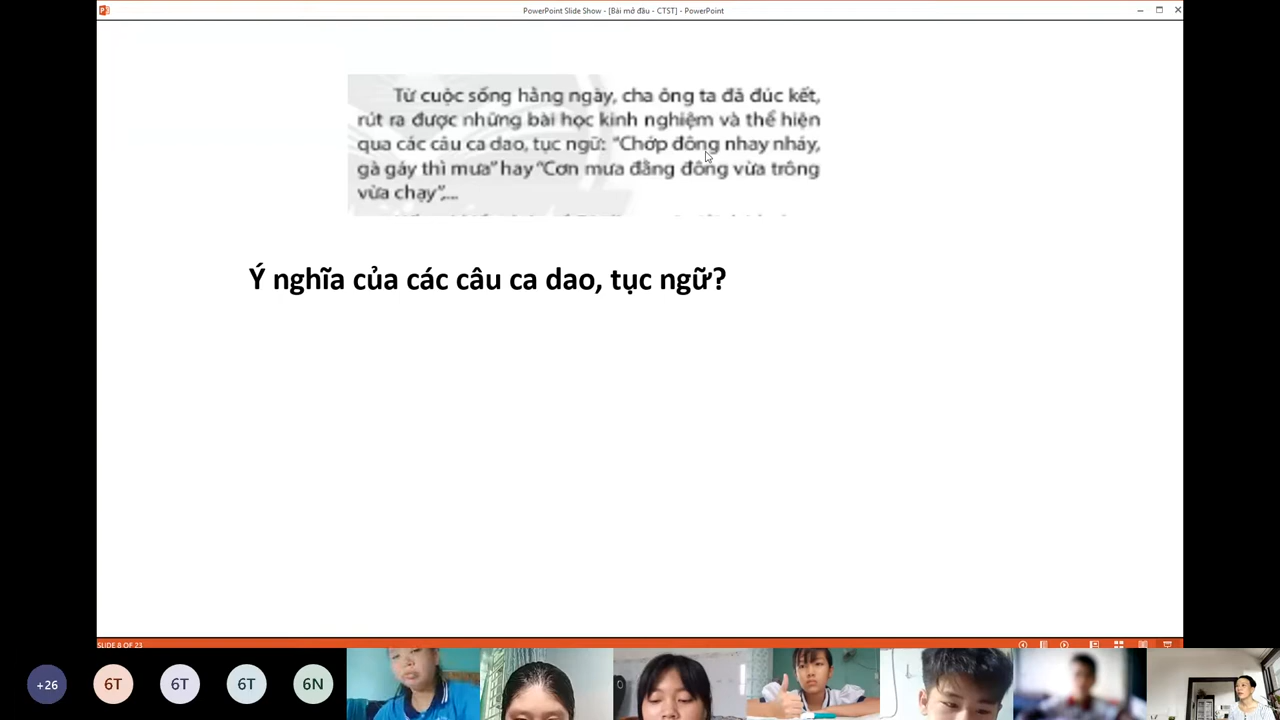 PowerPoint Slide Show - [Bài mở đầu - CTST] - PowerPoint
Từ cuộc sống hằng ngày, cha ông ta đã đúc kết,
rút ra được những bài học kinh nghiệm và thể hiện
qua các câu ca dao, tục ngữ: “Chớp đông nhay nháy,
gà gáy thì mưa” hay “Cơn mưa đằng đông vừa trông
vừa chạy”,...
Ý nghĩa của các câu ca dao, tục ngữ?
SLIDE 8 OF 23
+26
6T
6T
6T
6N